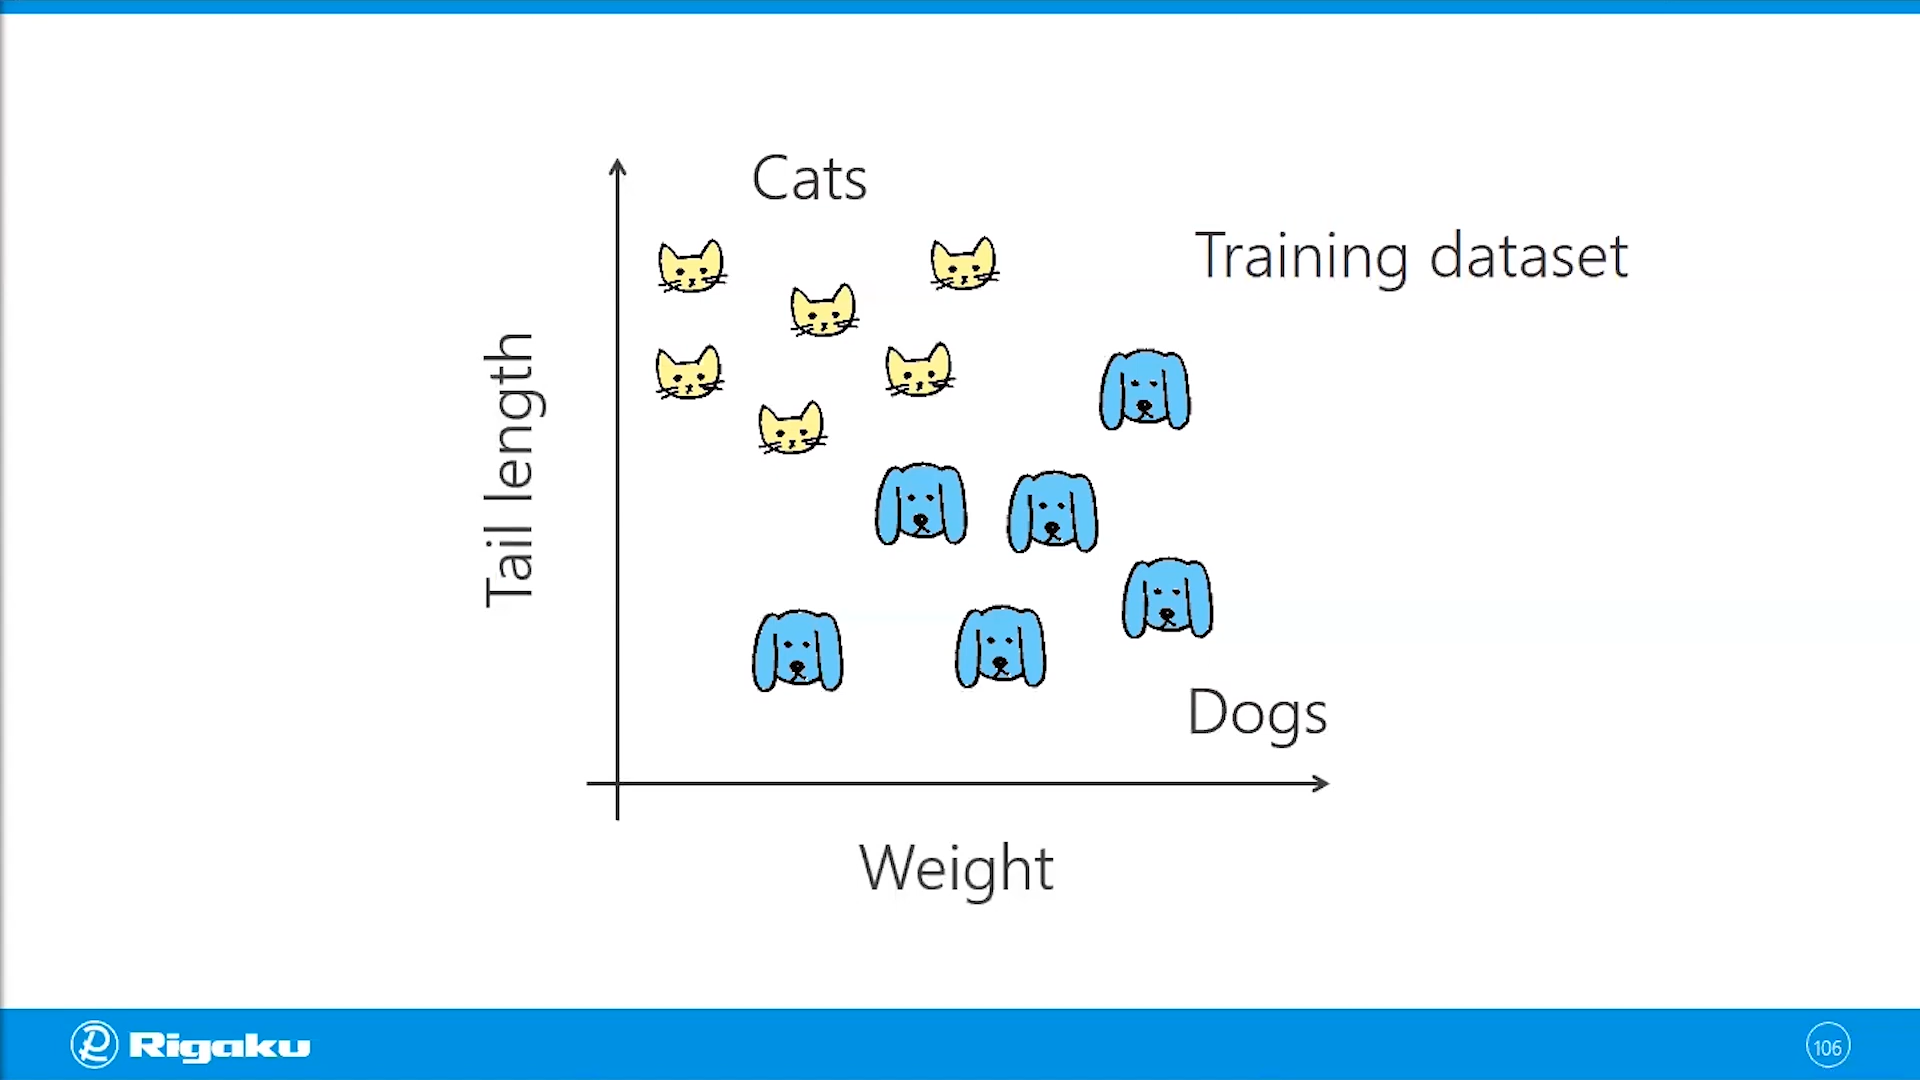 Cats
Training dataset
Tail length
Dogs
Weight
Rigaku
106